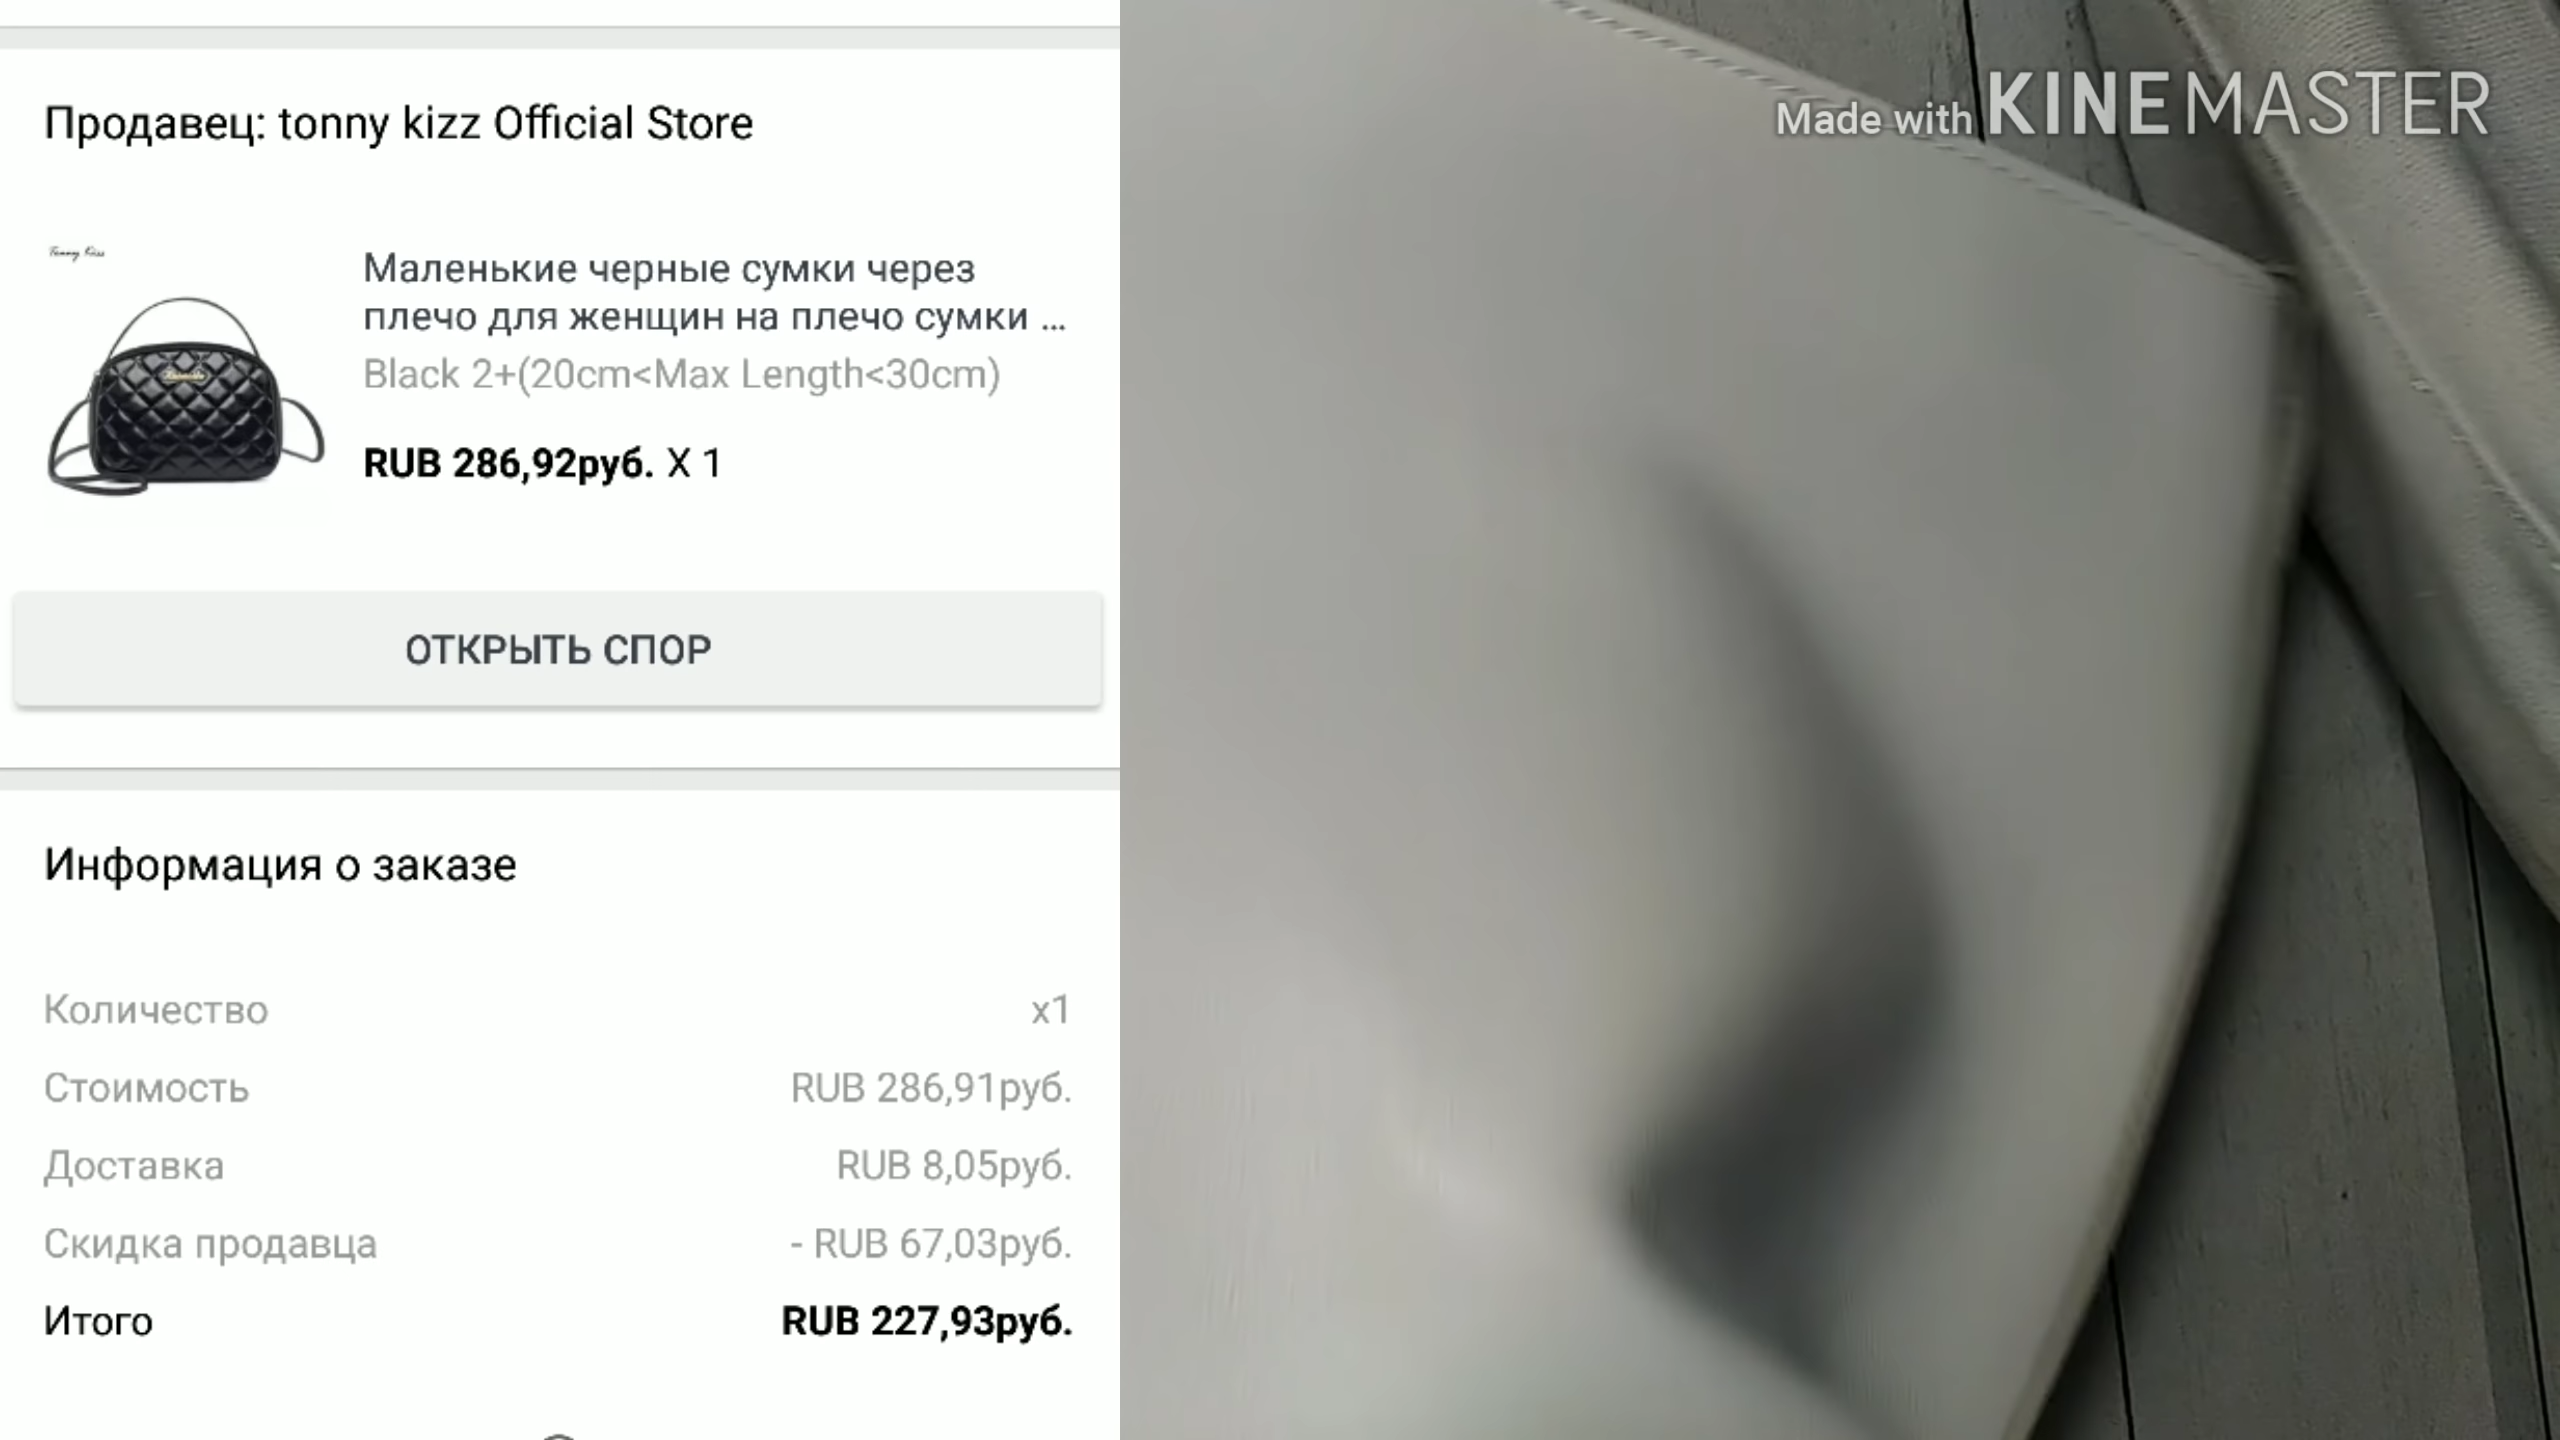 Продавец: tonny kizz Official Store
Tonny Kizz
Маленькие черные сумки через
плечо для женщин на плечо сумки ...
Black 2+(20cm<Max Length<30cm)
RUB 286,92руб. X 1
ОТКРЫТЬ СПОР
Информация о заказе
Количество x1
Стоимость RUB 286,91руб.
Доставка RUB 8,05руб.
Скидка продавца - RUB 67,03руб.
Итого RUB 227,93руб.
Made with KINEMASTER